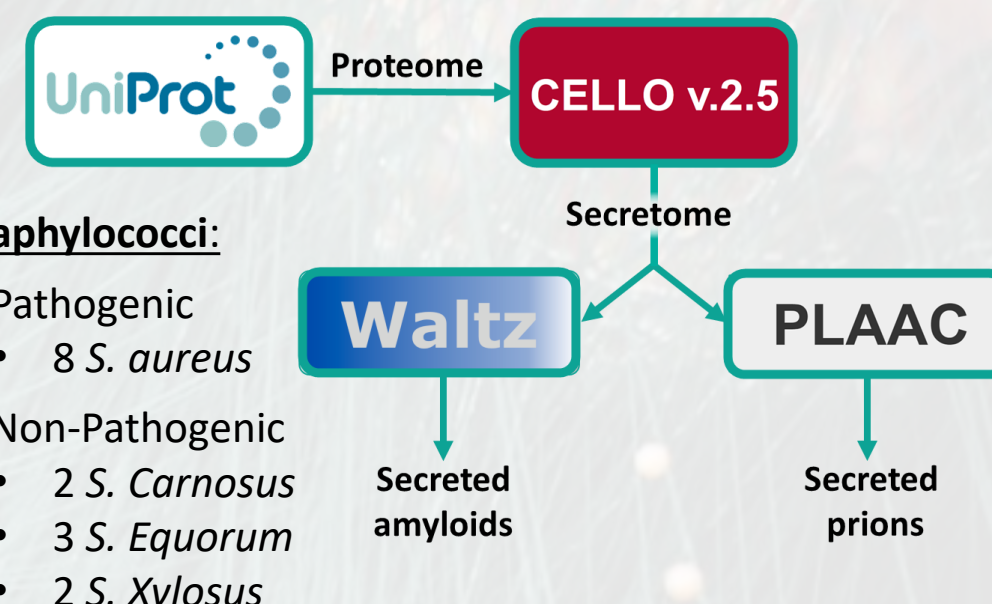 UniProt
Proteome
CELLO v.2.5
Secretome
aphylococci:
Pathogenic
• 8 S. aureus
Non-Pathogenic
• 2 S. Carnosus
• 3 S. Equorum
• 2 S. Xylosus
Waltz
PLAAC
Secreted
amyloids
Secreted
prions